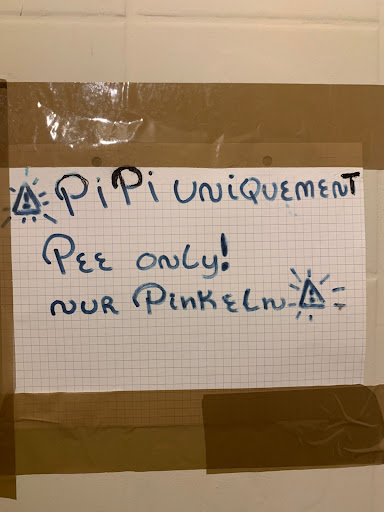 ⚠ PiPi UNiQUEMENT
PEE ONLY!
NUR PiNKELN ⚠